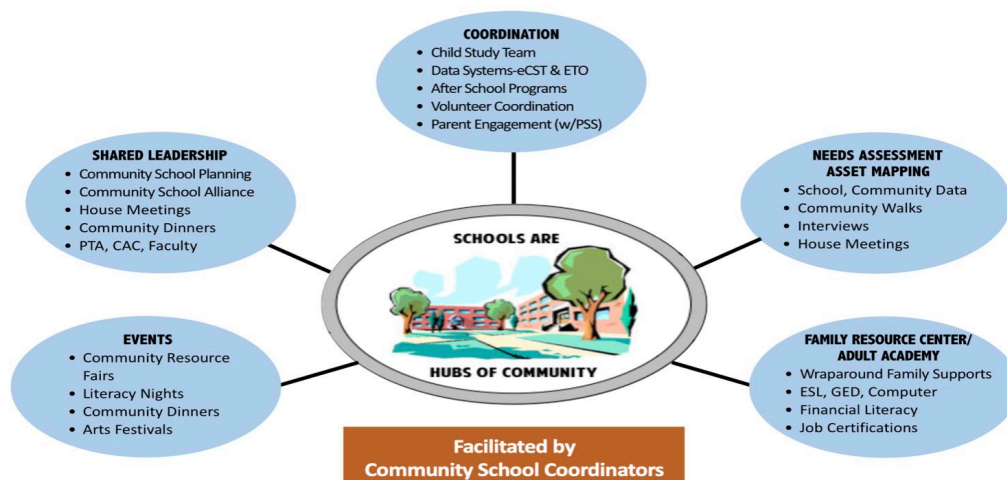 COORDINATION
• Child Study Team
• Data Systems-eCST & ETO
• After School Programs
• Volunteer Coordination
• Parent Engagement (w/PSS)
SHARED LEADERSHIP
• Community School Planning
• Community School Alliance
• House Meetings
• Community Dinners
• PTA, CAC, Faculty
NEEDS ASSESSMENT
ASSET MAPPING
• School, Community Data
• Community Walks
• Interviews
• House Meetings
SCHOOLS ARE
HUBS OF COMMUNITY
EVENTS
• Community Resource
Fairs
• Literacy Nights
• Community Dinners
• Arts Festivals
FAMILY RESOURCE CENTER/
ADULT ACADEMY
• Wraparound Family Supports
• ESL, GED, Computer
• Financial Literacy
• Job Certifications
Facilitated by
Community School Coordinators